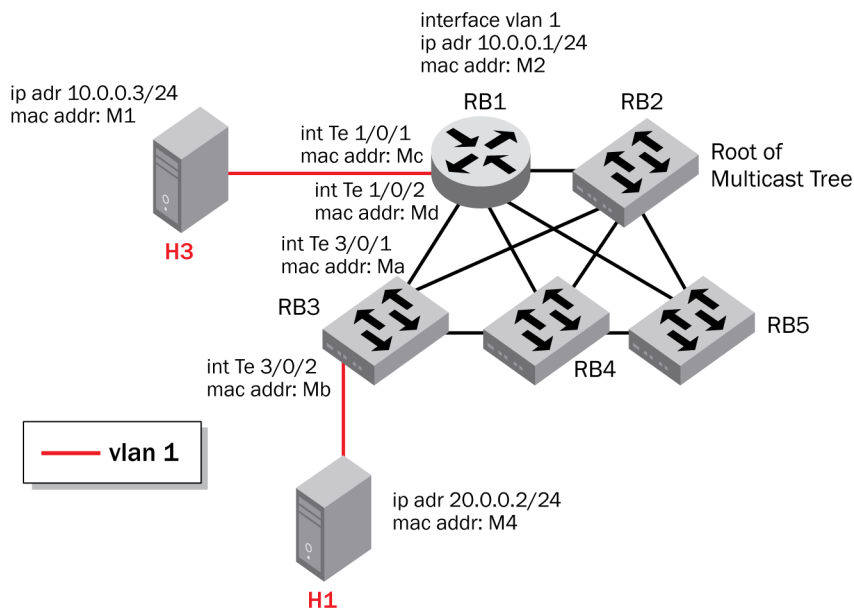 interface vlan 1
ip adr 10.0.0.1/24
mac addr: M2
ip adr 10.0.0.3/24
mac addr: M1
RB1
RB2
int Te 1/0/1
mac addr: Mc
Root of
Multicast Tree
int Te 1/0/2
mac addr: Md
H3
int Te 3/0/1
mac addr: Ma
RB3
RB5
RB4
int Te 3/0/2
mac addr: Mb
vlan 1
ip adr 20.0.0.2/24
mac addr: M4
H1